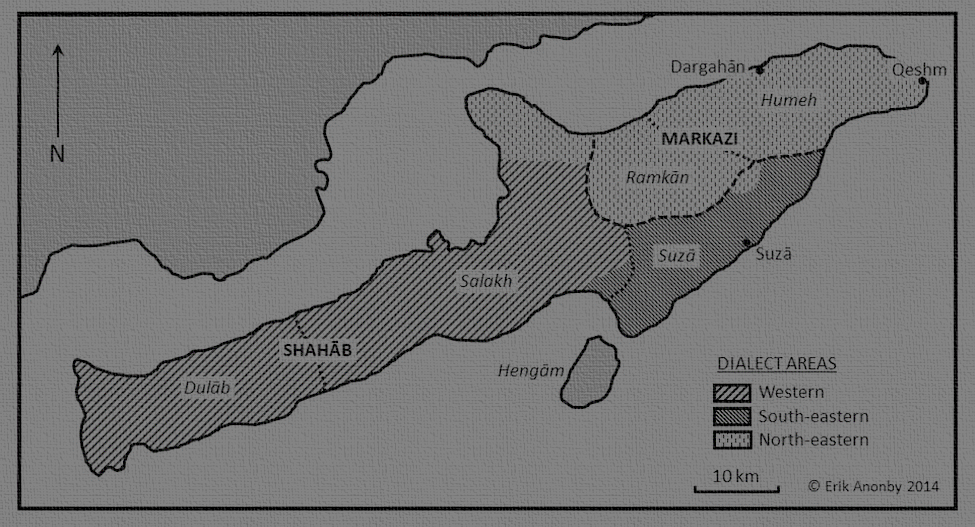 Dargahān
Qeshm
Humeh
N
MARKAZI
Ramkān
Suzā
Suzā
Salakh
SHAHĀB
Hengām
Dulāb
DIALECT AREAS
Western
South-eastern
North-eastern
10 km
© Erik Anonby 2014